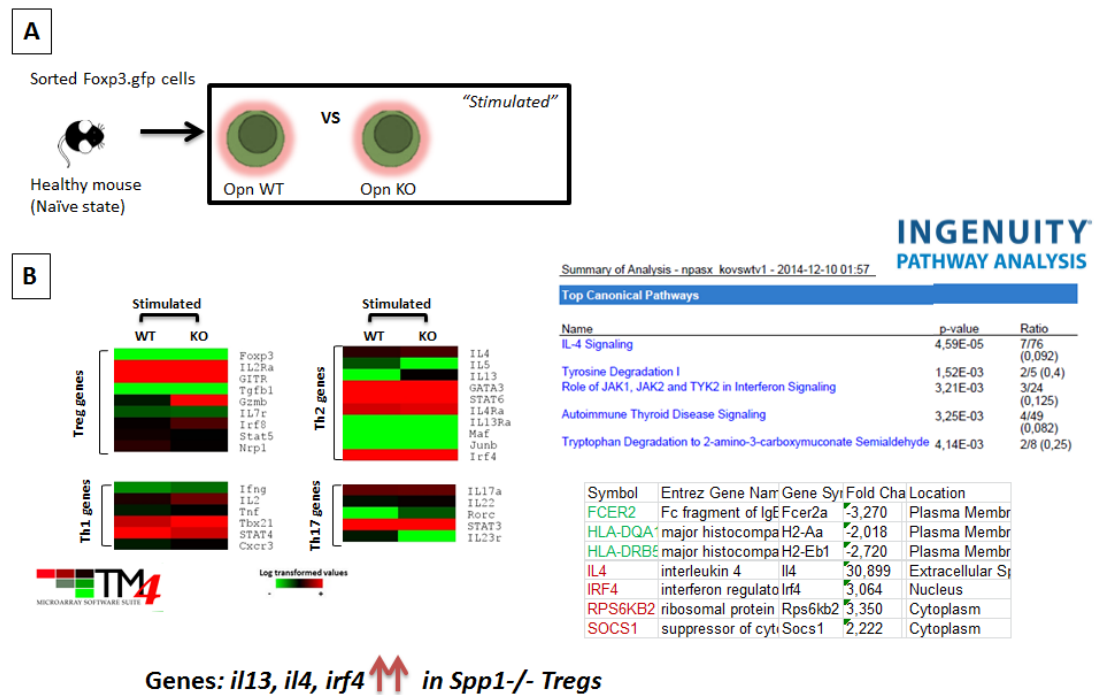 A
Sorted Foxp3.gfp cells
Healthy mouse
(Naïve state)
"Stimulated"
VS
Opn WT
Opn KO
B
Stimulated
WT KO
Treg genes
Foxp3
IL2Ra
GITR
Tgfb1
Gzmb
IL7r
Irf8
Stat5
Nrp1
Stimulated
WT KO
Th2 genes
IL4
IL5
IL13
GATA3
STAT6
IL4Ra
IL13Ra
Maf
Junb
Irf4
Th1 genes
Ifng
IL2
Tnf
Tbx21
STAT4
Cxcr3
Th17 genes
IL17a
IL22
Rorc
STAT3
IL23r
TM4
MICROARRAY SOFTWARE SUITE
Log transformed values
- +
INGENUITY
PATHWAY ANALYSIS
Summary of Analysis - npasx_kovswtv1 - 2014-12-10 01:57
Top Canonical Pathways
Name p-value Ratio
IL-4 Signaling 4,59E-05 7/76
(0,092)
Tyrosine Degradation I 1,52E-03 2/5 (0,4)
Role of JAK1, JAK2 and TYK2 in Interferon Signaling 3,21E-03 3/24
(0,125)
Autoimmune Thyroid Disease Signaling 3,25E-03 4/49
(0,082)
Tryptophan Degradation to 2-amino-3-carboxymuconate Semialdehyde 4,14E-03 2/8 (0,25)
Symbol Entrez Gene Nam Gene Syr Fold Cha Location
FCER2 Fc fragment of IgE Fcer2a -3,270 Plasma Membr
HLA-DQA1 major histocompa H2-Aa -2,018 Plasma Membr
HLA-DRB5 major histocompa H2-Eb1 -2,720 Plasma Membr
IL4 interleukin 4 Il4 30,899 Extracellular Sp
IRF4 interferon regulato Irf4 3,064 Nucleus
RPS6KB2 ribosomal protein Rps6kb2 3,350 Cytoplasm
SOCS1 suppressor of cyto Socs1 2,222 Cytoplasm
Genes: il13, il4, irf4 in Spp1-/- Tregs